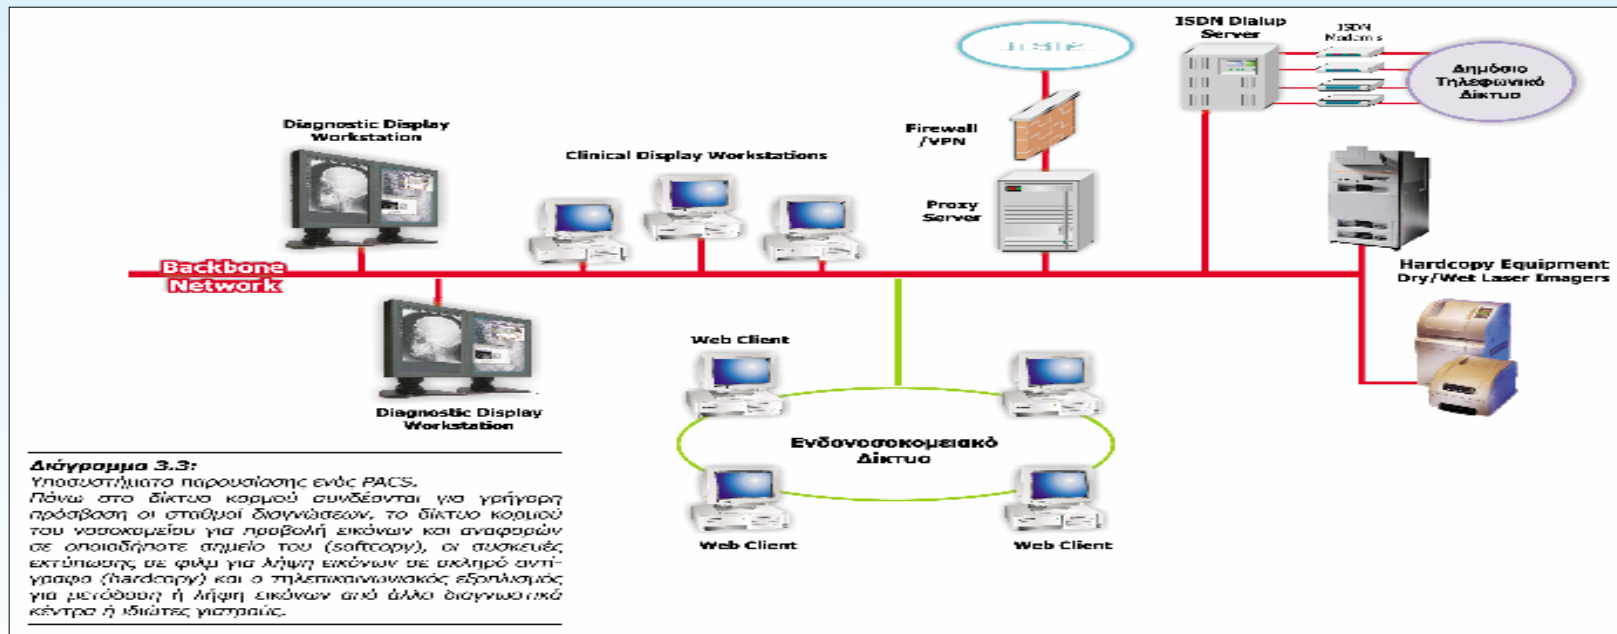 Internet
ISDN Dialup
Server
ISDN
Modems
Δημόσιο
Τηλεφωνικό
Δίκτυο
Diagnostic Display
Workstation
Clinical Display Workstations
Firewall
/VPN
Proxy
Server
Backbone
Network
Hardcopy Equipment
Dry/Wet Laser Imagers
Diagnostic Display
Workstation
Web Client
Ενδονοσοκομειακό
Δίκτυο
Web Client
Web Client
Διάγραμμα 3.3:
Υποσυστήματα παρουσίασης ενός PACS.
Πάνω στο δίκτυο κορμού συνδέονται για γρήγορη
πρόσβαση οι σταθμοί διαγνώσεων, το δίκτυο κορμού
του νοσοκομείου για προβολή εικόνων και αναφορών
σε οποιοδήποτε σημείο του (softcopy), οι συσκευές
εκτύπωσης σε φιλμ για λήψη εικόνων σε σκληρό αντί-
γραφο (hardcopy) και ο τηλεπικοινωνιακός εξοπλισμός
για μετάδοση ή λήψη εικόνων από άλλα διαγνωστικά
κέντρα ή ιδιώτες γιατρούς.